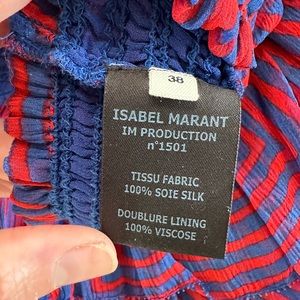 38
ISABEL MARANT
IM PRODUCTION
n°1501
TISSU FABRIC
100% SOIE SILK
DOUBLURE LINING
100% VISCOSE